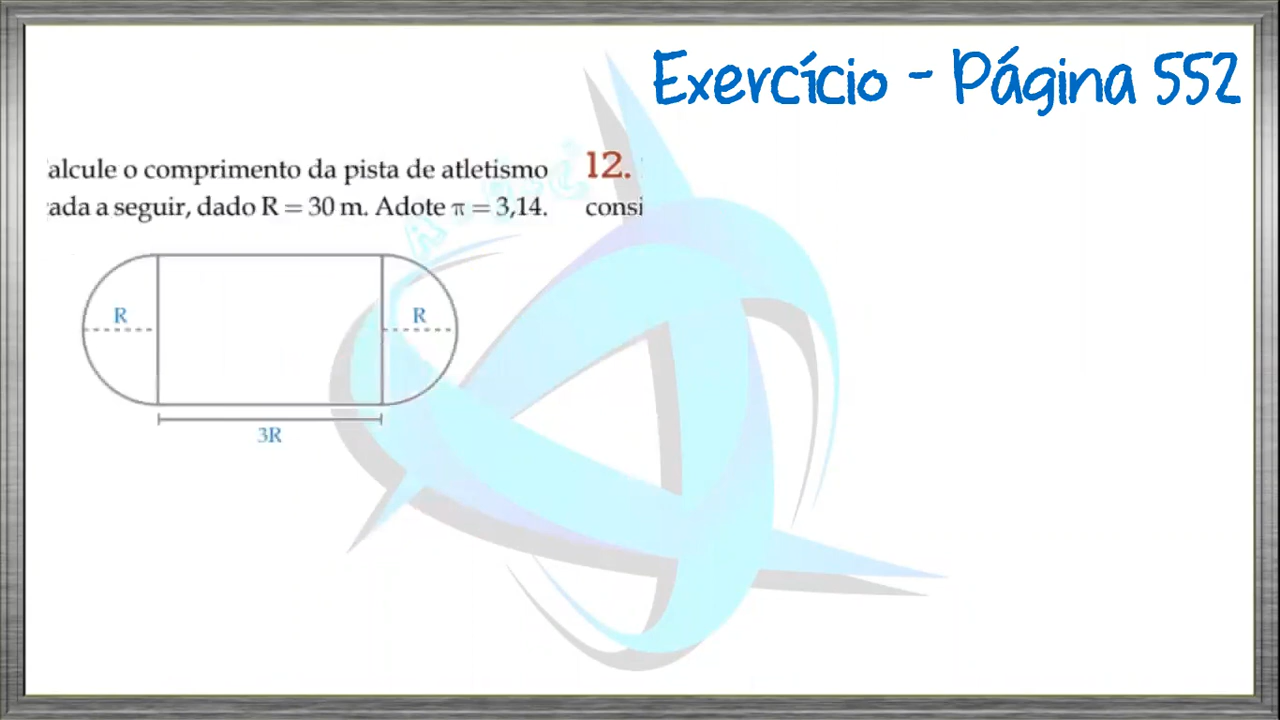 Exercício - Página 552
alcule o comprimento da pista de atletismo
ada a seguir, dado R = 30 m. Adote π = 3,14.
12.
consi
R
R
3R